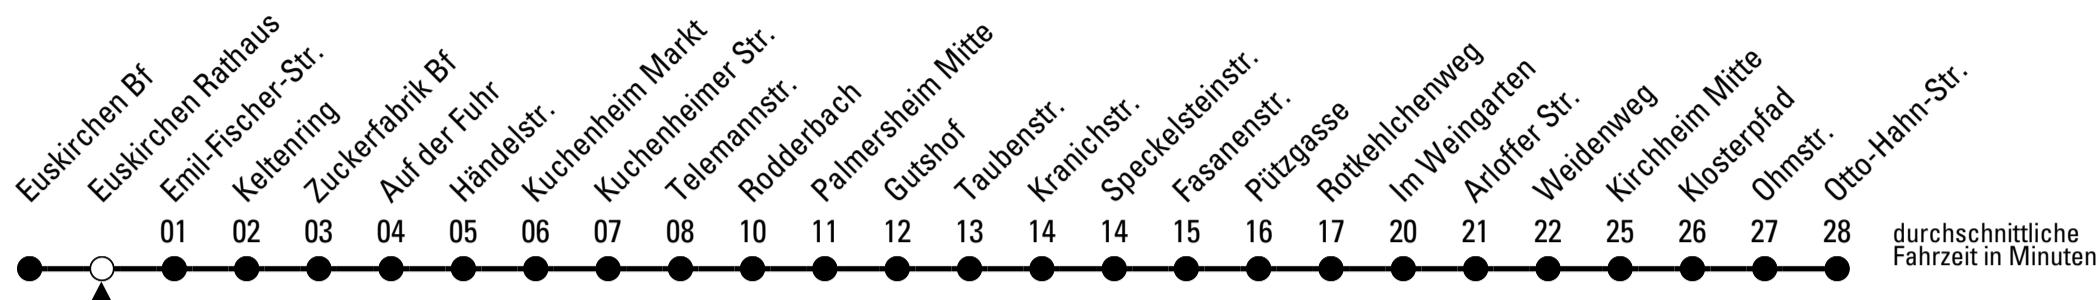 Euskirchen Bf
Euskirchen Rathaus
Emil-Fischer-Str.
Keltenring
Zuckerfabrik Bf
Auf der Fuhr
Händelstr.
Kuchenheim Markt
Kuchenheimer Str.
Telemannstr.
Rodderbach
Palmersheim Mitte
Gutshof
Taubenstr.
Kranichstr.
Speckelsteinstr.
Fasanenstr.
Pützgasse
Rotkehlchenweg
Im Weingarten
Arloffer Str.
Weidenweg
Kirchheim Mitte
Klosterpfad
Ohmstr.
Otto-Hahn-Str.
01 02 03 04 05 06 07 08 10 11 12 13 14 14 15 16 17 20 21 22 25 26 27 28
durchschnittliche
Fahrzeit in Minuten